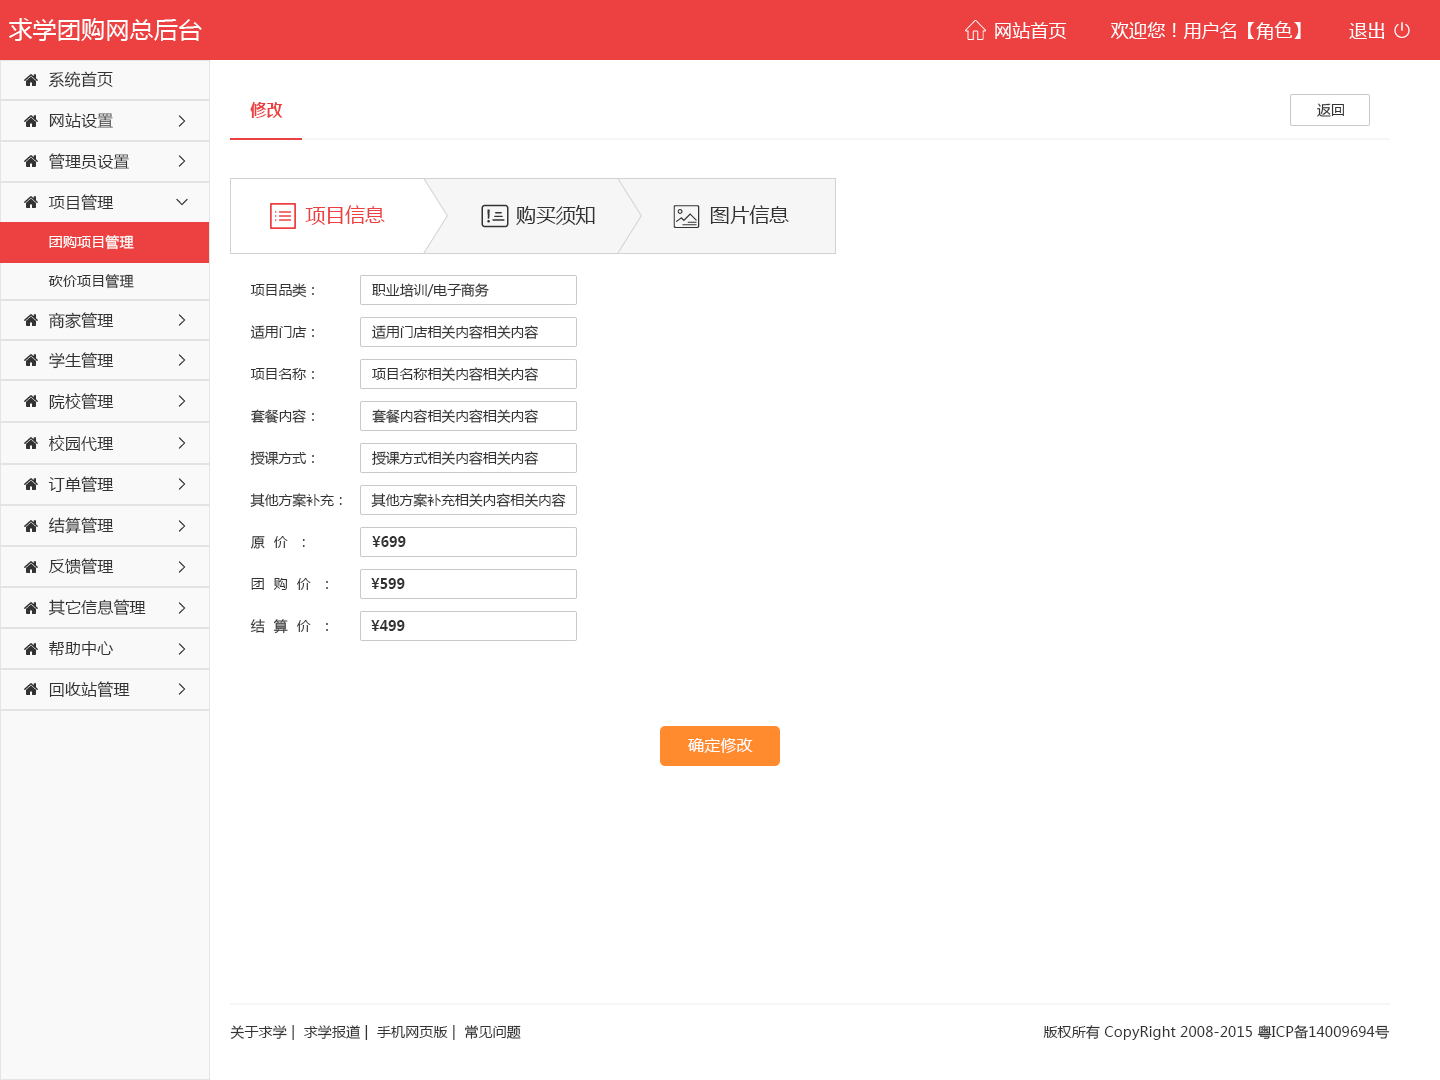 求学团购网总后台
网站首页 欢迎您！用户名【角色】 退出
系统首页
网站设置
管理员设置
项目管理
团购项目管理
砍价项目管理
商家管理
学生管理
院校管理
校园代理
订单管理
结算管理
反馈管理
其它信息管理
帮助中心
回收站管理
修改
返回
项目信息 购买须知 图片信息
项目品类： 职业培训/电子商务
适用门店： 适用门店相关内容相关内容
项目名称： 项目名称相关内容相关内容
套餐内容： 套餐内容相关内容相关内容
授课方式： 授课方式相关内容相关内容
其他方案补充： 其他方案补充相关内容相关内容
原 价 ： ¥699
团 购 价 ： ¥599
结 算 价 ： ¥499
确定修改
关于求学 | 求学报道 | 手机网页版 | 常见问题
版权所有 CopyRight 2008-2015 粤ICP备14009694号